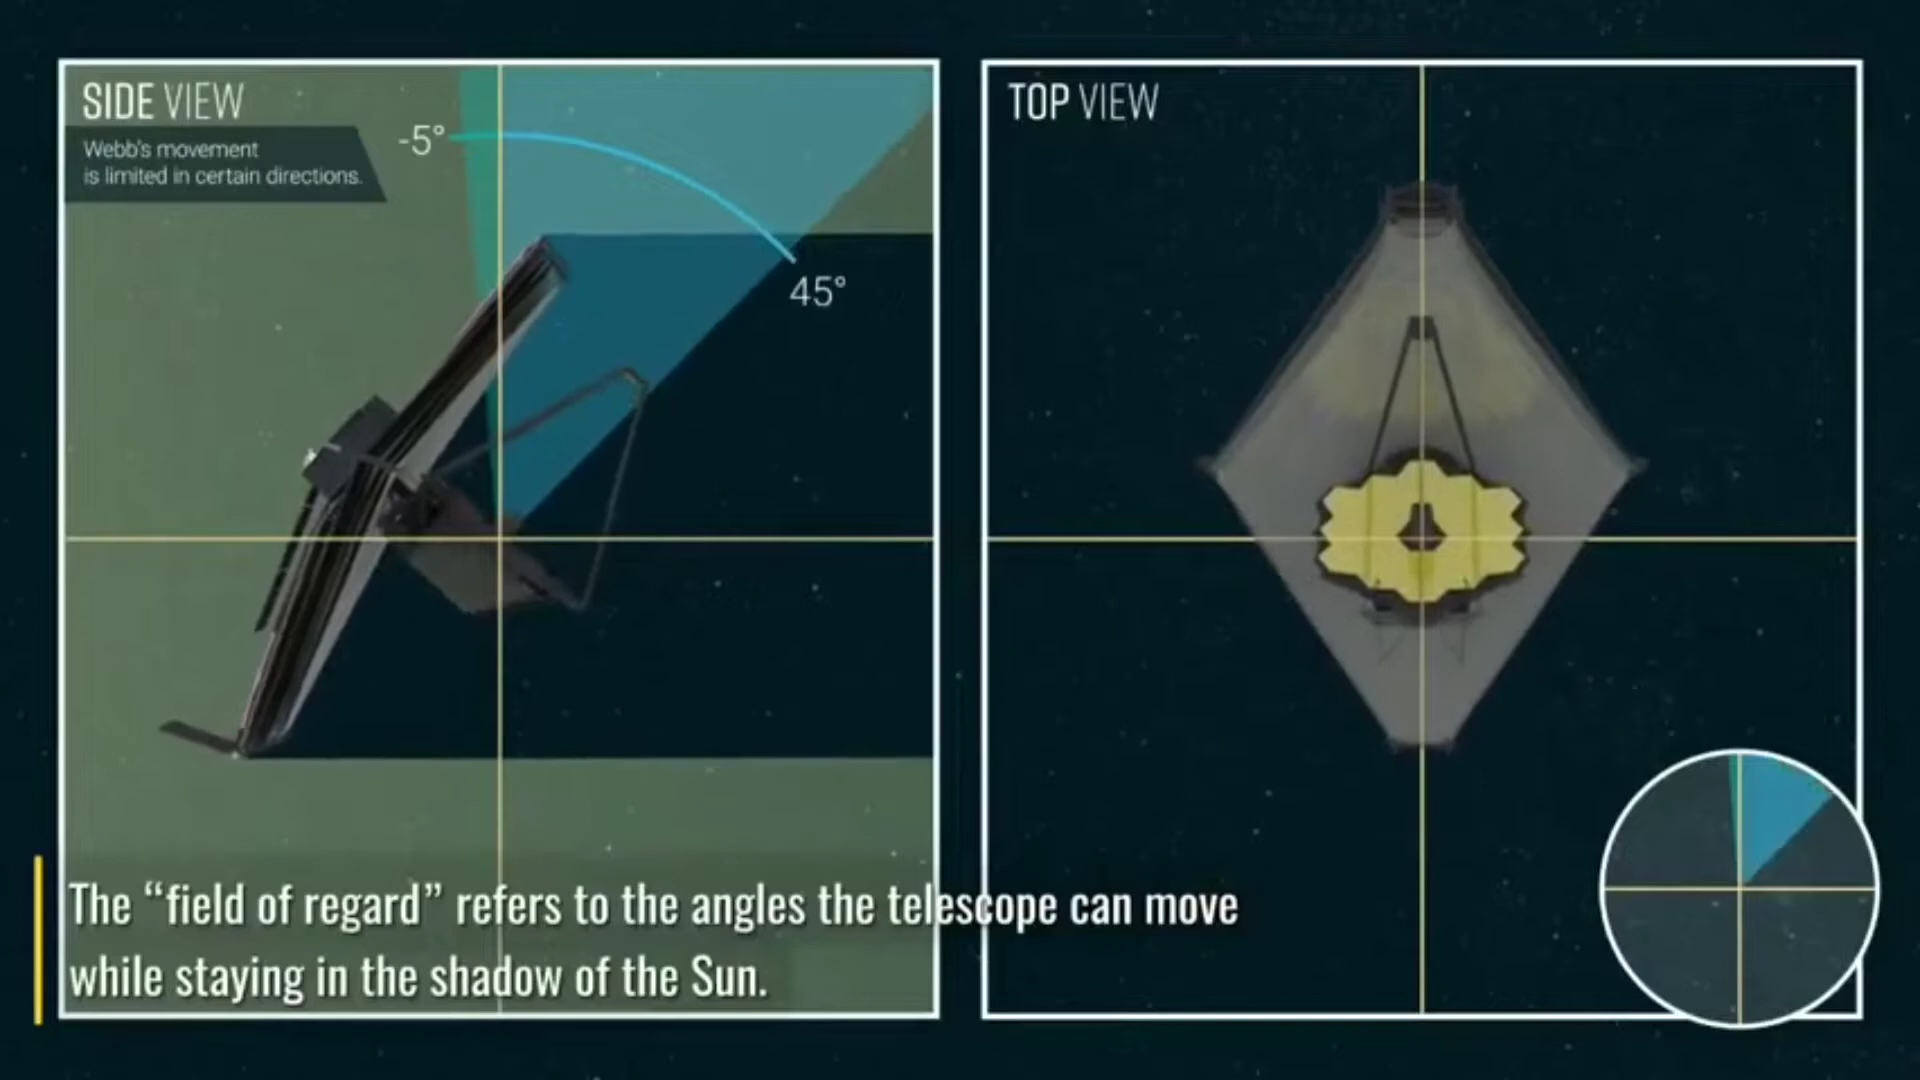 SIDE VIEW
Webb's movement
is limited in certain directions.
-5°
45°
TOP VIEW
The “field of regard” refers to the angles the telescope can move
while staying in the shadow of the Sun.